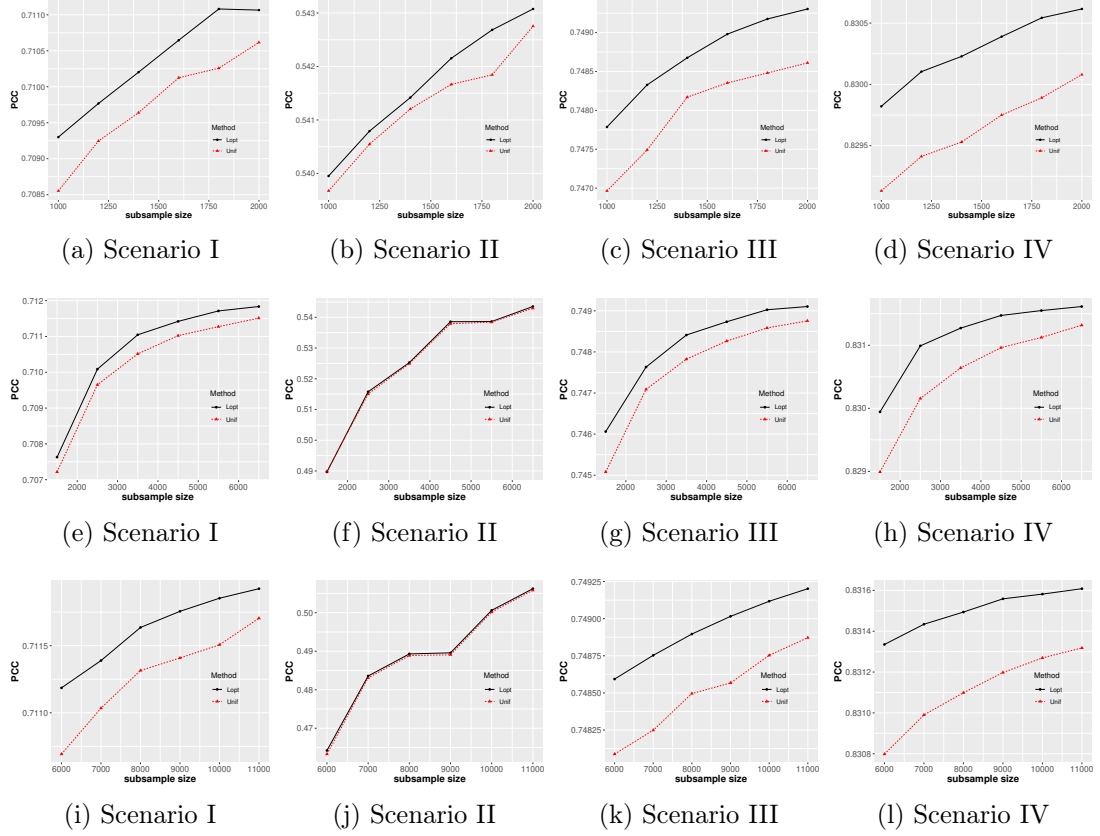 0.7110
0.7105
0.7100
0.7095
0.7090
0.7085
PCC
Method
Lopt
Unif
1000 1250 1500 1750 2000
subsample size
(a) Scenario I
0.543
0.542
0.541
0.540
PCC
Method
Lopt
Unif
1000 1250 1500 1750 2000
subsample size
(b) Scenario II
0.7490
0.7485
0.7480
0.7475
0.7470
PCC
Method
Lopt
Unif
1000 1250 1500 1750 2000
subsample size
(c) Scenario III
0.8305
0.8300
0.8295
PCC
Method
Lopt
Unif
1000 1250 1500 1750 2000
subsample size
(d) Scenario IV
0.712
0.711
0.710
0.709
0.708
0.707
PCC
Method
Lopt
Unif
2000 3000 4000 5000 6000
subsample size
(e) Scenario I
0.54
0.53
0.52
0.51
0.50
0.49
PCC
Method
Lopt
Unif
2000 3000 4000 5000 6000
subsample size
(f) Scenario II
0.749
0.748
0.747
0.746
0.745
PCC
Method
Lopt
Unif
2000 3000 4000 5000 6000
subsample size
(g) Scenario III
0.831
0.830
0.829
PCC
Method
Lopt
Unif
2000 3000 4000 5000 6000
subsample size
(h) Scenario IV
0.7115
0.7110
PCC
Method
Lopt
Unif
6000 7000 8000 9000 10000 11000
subsample size
(i) Scenario I
0.50
0.49
0.48
0.47
0.46
PCC
Method
Lopt
Unif
6000 7000 8000 9000 10000 11000
subsample size
(j) Scenario II
0.74925
0.74900
0.74875
0.74850
0.74825
PCC
Method
Lopt
Unif
6000 7000 8000 9000 10000 11000
subsample size
(k) Scenario III
0.8316
0.8314
0.8312
0.8310
0.8308
PCC
Method
Lopt
Unif
6000 7000 8000 9000 10000 11000
subsample size
(l) Scenario IV